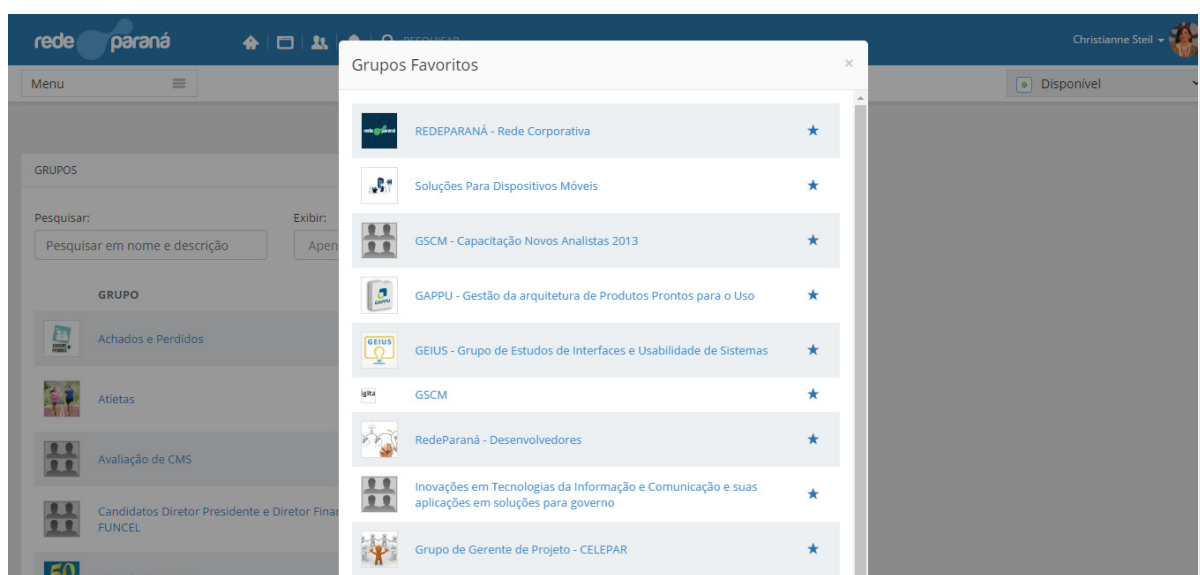 rede paraná
PESQUISAR
Christianne Steil
Menu
Disponível
Grupos Favoritos
×
REDEPARANÁ - Rede Corporativa
Soluções Para Dispositivos Móveis
GSCM - Capacitação Novos Analistas 2013
GAPPU - Gestão da arquitetura de Produtos Prontos para o Uso
GEIUS
GEIUS - Grupo de Estudos de Interfaces e Usabilidade de Sistemas
igita
GSCM
RedeParaná - Desenvolvedores
Inovações em Tecnologias da Informação e Comunicação e suas
aplicações em soluções para governo
Grupo de Gerente de Projeto - CELEPAR
GRUPOS
Pesquisar:
Exibir:
Pesquisar em nome e descrição
Apen
GRUPO
Achados e Perdidos
Atletas
Avaliação de CMS
Candidatos Diretor Presidente e Diretor Finar
FUNCEL
50